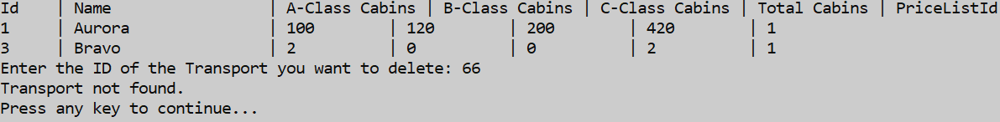 Id | Name | A-Class Cabins | B-Class Cabins | C-Class Cabins | Total Cabins | PriceListId
1 | Aurora | 100 | 120 | 200 | 420 | 1
3 | Bravo | 2 | 0 | 0 | 2 | 1
Enter the ID of the Transport you want to delete: 66
Transport not found.
Press any key to continue...